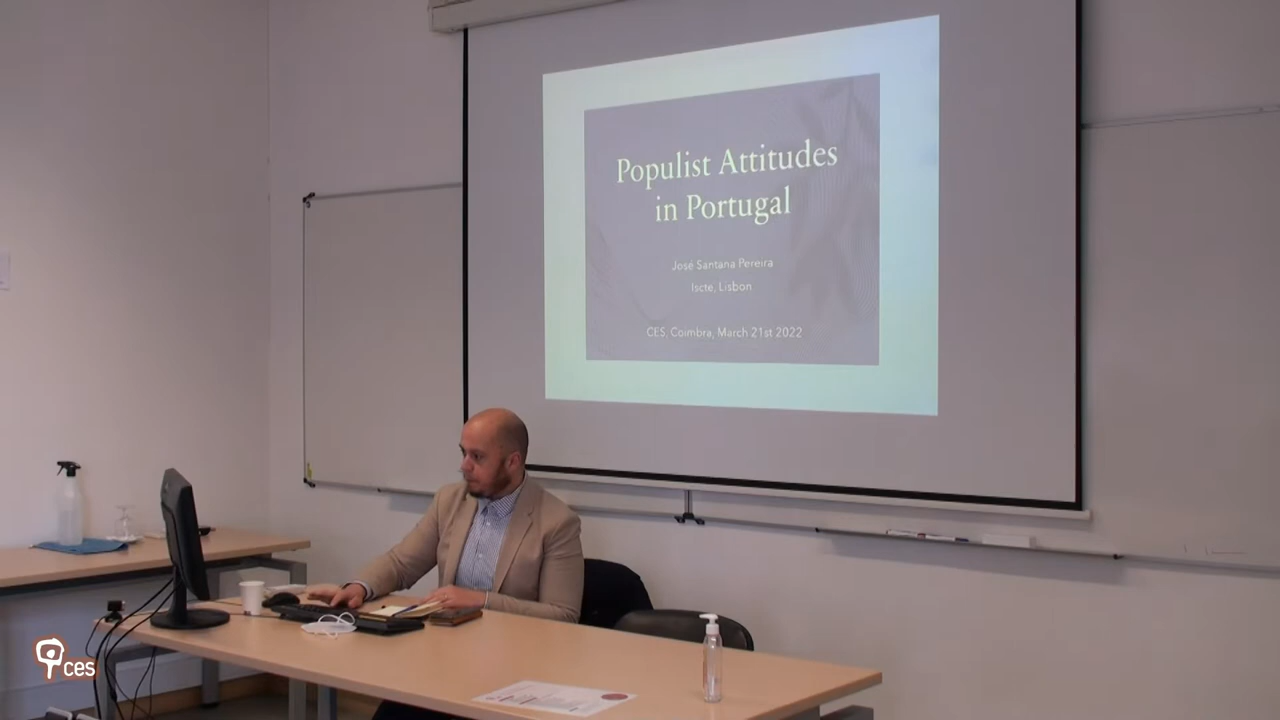 Populist Attitudes
in Portugal
José Santana Pereira
Iscte, Lisbon
CES, Coimbra, March 21st 2022
ces